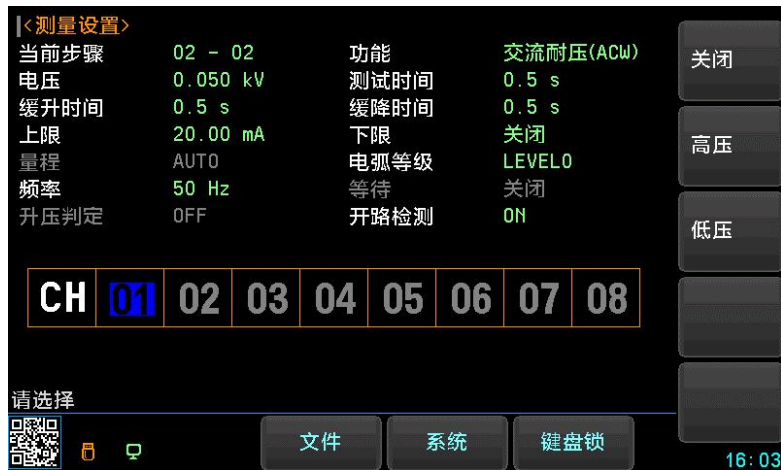 <测量设置>
当前步骤 02 - 02 功能 交流耐压(ACW)
电压 0.050 kV 测试时间 0.5 s
缓升时间 0.5 s 缓降时间 0.5 s
上限 20.00 mA 下限 关闭
量程 AUTO 电弧等级 LEVEL0
频率 50 Hz 等待 关闭
升压判定 OFF 开路检测 ON
CH 01 02 03 04 05 06 07 08
请选择
关闭
高压
低压
文件 系统 键盘锁
16:03